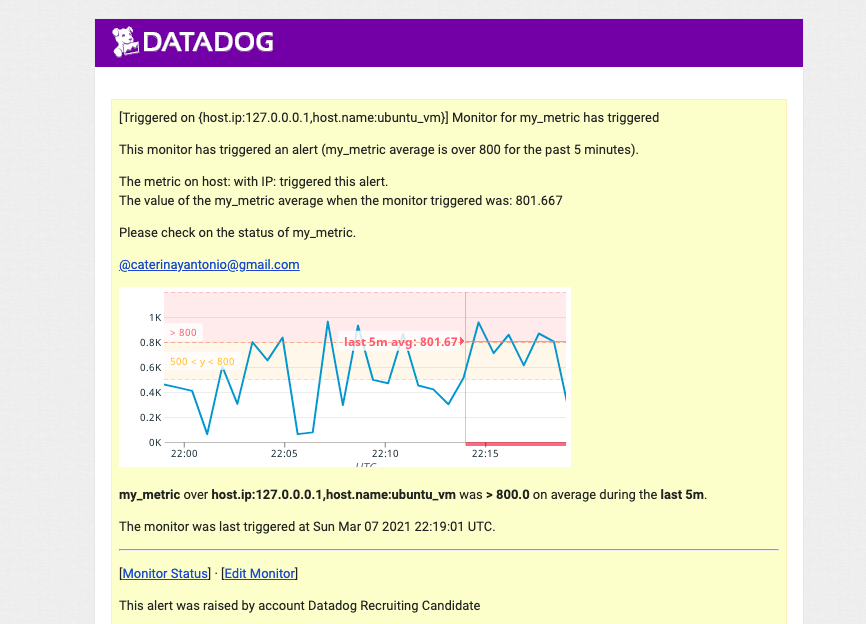 DATADOG
[Triggered on {host.ip:127.0.0.0.1,host.name:ubuntu_vm}] Monitor for my_metric has triggered
This monitor has triggered an alert (my_metric average is over 800 for the past 5 minutes).
The metric on host: with IP: triggered this alert.
The value of the my_metric average when the monitor triggered was: 801.667
Please check on the status of my_metric.
@caterinayantonio@gmail.com
1K
> 800
0.8K
last 5m avg: 801.67
500 < y < 800
0.6K
0.4K
0.2K
0K
22:00 22:05 22:10 22:15
UTC
my_metric over host.ip:127.0.0.0.1,host.name:ubuntu_vm was > 800.0 on average during the last 5m.
The monitor was last triggered at Sun Mar 07 2021 22:19:01 UTC.
[Monitor Status] · [Edit Monitor]
This alert was raised by account Datadog Recruiting Candidate